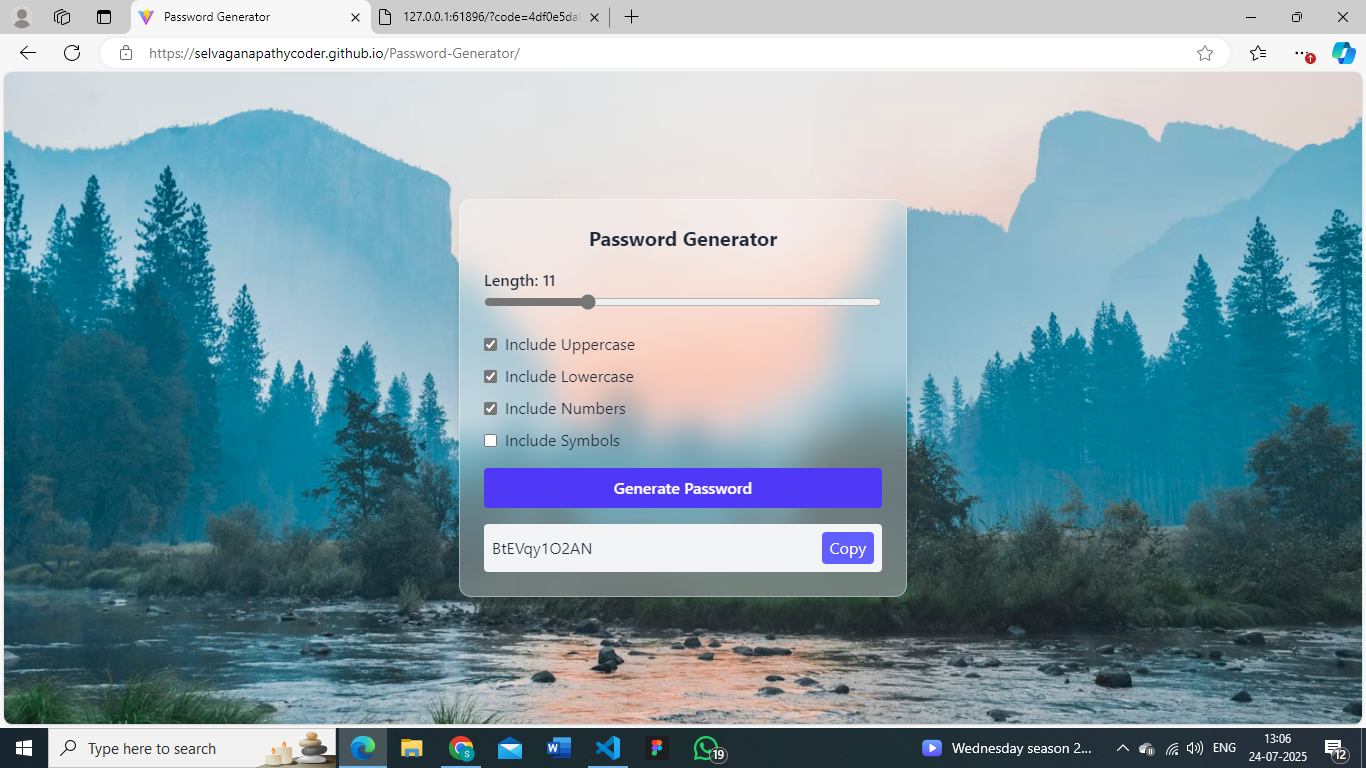 Password Generator
127.0.0.1:61896/?code=4df0e5da
https://selvaganapathycoder.github.io/Password-Generator/
Password Generator
Length: 11
Include Uppercase
Include Lowercase
Include Numbers
Include Symbols
Generate Password
BtEVqy1O2AN
Copy
Type here to search
S
W
19
Wednesday season 2...
ENG
13:06
24-07-2025
12